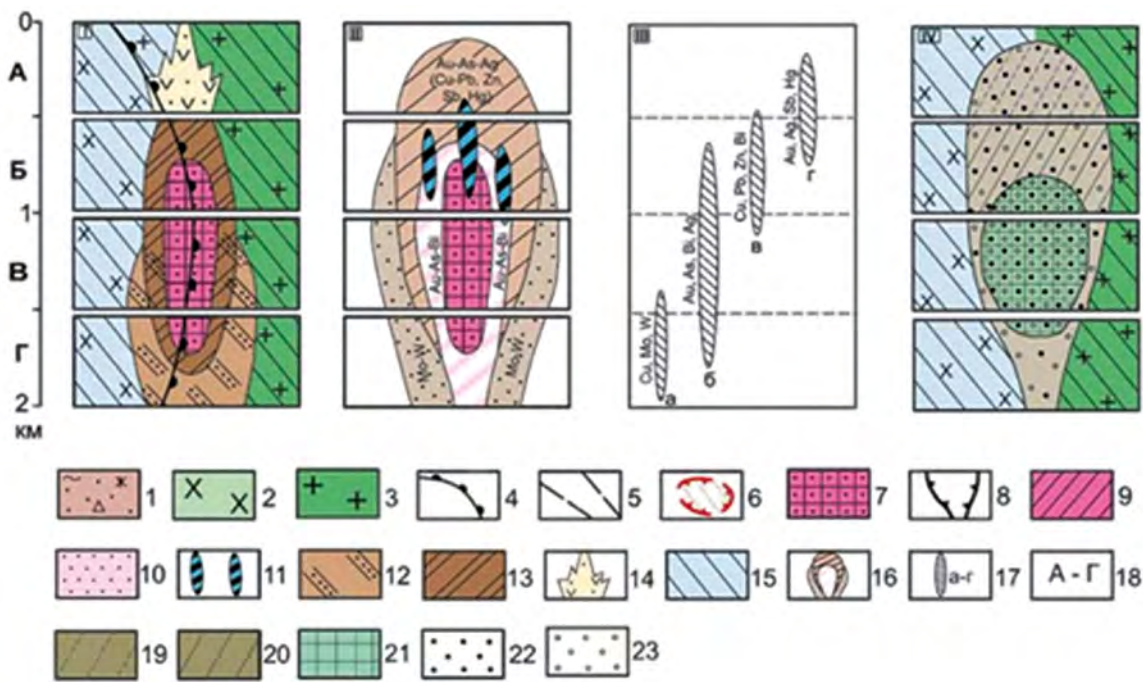 0
I
II
III
IV
А
Au-As-Ag
(Cu-Pb, Zn,
Sb, Hg)
Au, Ag, Sb, Hg
г
Б
Cu, Pb, Zn, Bi
1
в
В
Au-As-Bi
Au-As-Bi
Au, As, Bi, Ag
б
Г
Mo-W
Mo-W
Cu, Mo, W
а
2
км
1
2
3
4
5
6
7
8
9
10
11
12
13
14
15
16
а-г 17
А - Г 18
19
20
21
22
23